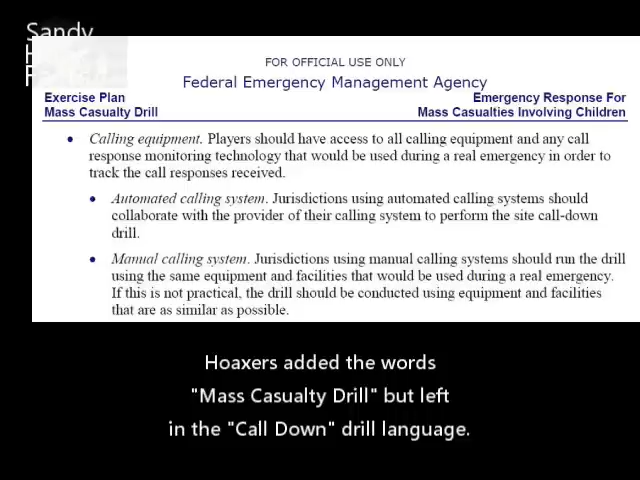 Sandy
FOR OFFICIAL USE ONLY
Federal Emergency Management Agency
Exercise Plan
Mass Casualty Drill
Emergency Response For
Mass Casualties Involving Children
• Calling equipment. Players should have access to all calling equipment and any call
response monitoring technology that would be used during a real emergency in order to
track the call responses received.
• Automated calling system. Jurisdictions using automated calling systems should
collaborate with the provider of their calling system to perform the site call-down
drill.
• Manual calling system. Jurisdictions using manual calling systems should run the drill
using the same equipment and facilities that would be used during a real emergency.
If this is not practical, the drill should be conducted using equipment and facilities
that are as similar as possible.
Hoaxers added the words
"Mass Casualty Drill" but left
in the "Call Down" drill language.